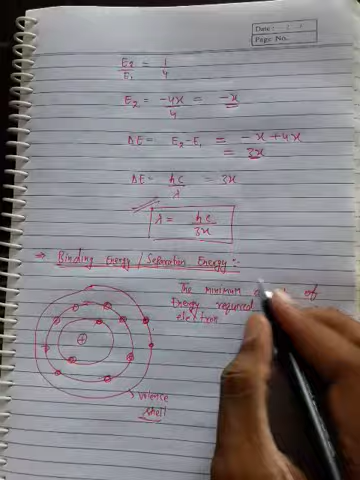 Date :
Page No.
E₂/E₁ = 1/4
E₂ = -4x/4 = -x
ΔE = E₂ - E₁ = -x + 4x
= 3x
ΔE = hc/λ = 3x
λ = hc/3x
⇒ Binding Energy / Separation Energy :-
The minimum of
Energy required
electron
+
valence
shell